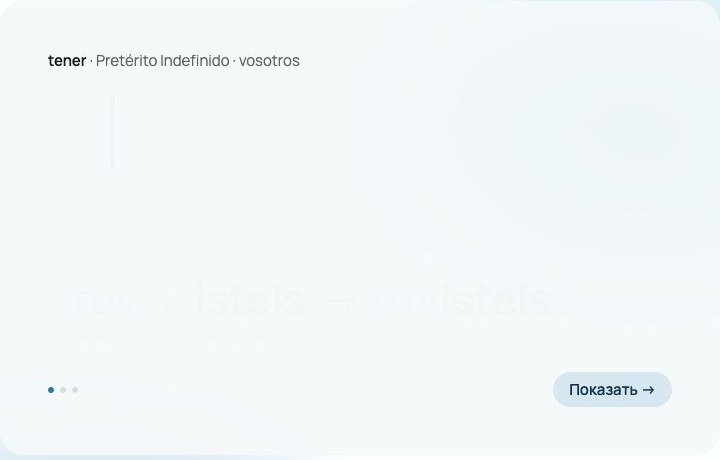 tener · Pretérito Indefinido · vosotros
tuv + isteis → tuvisteis
Показать →